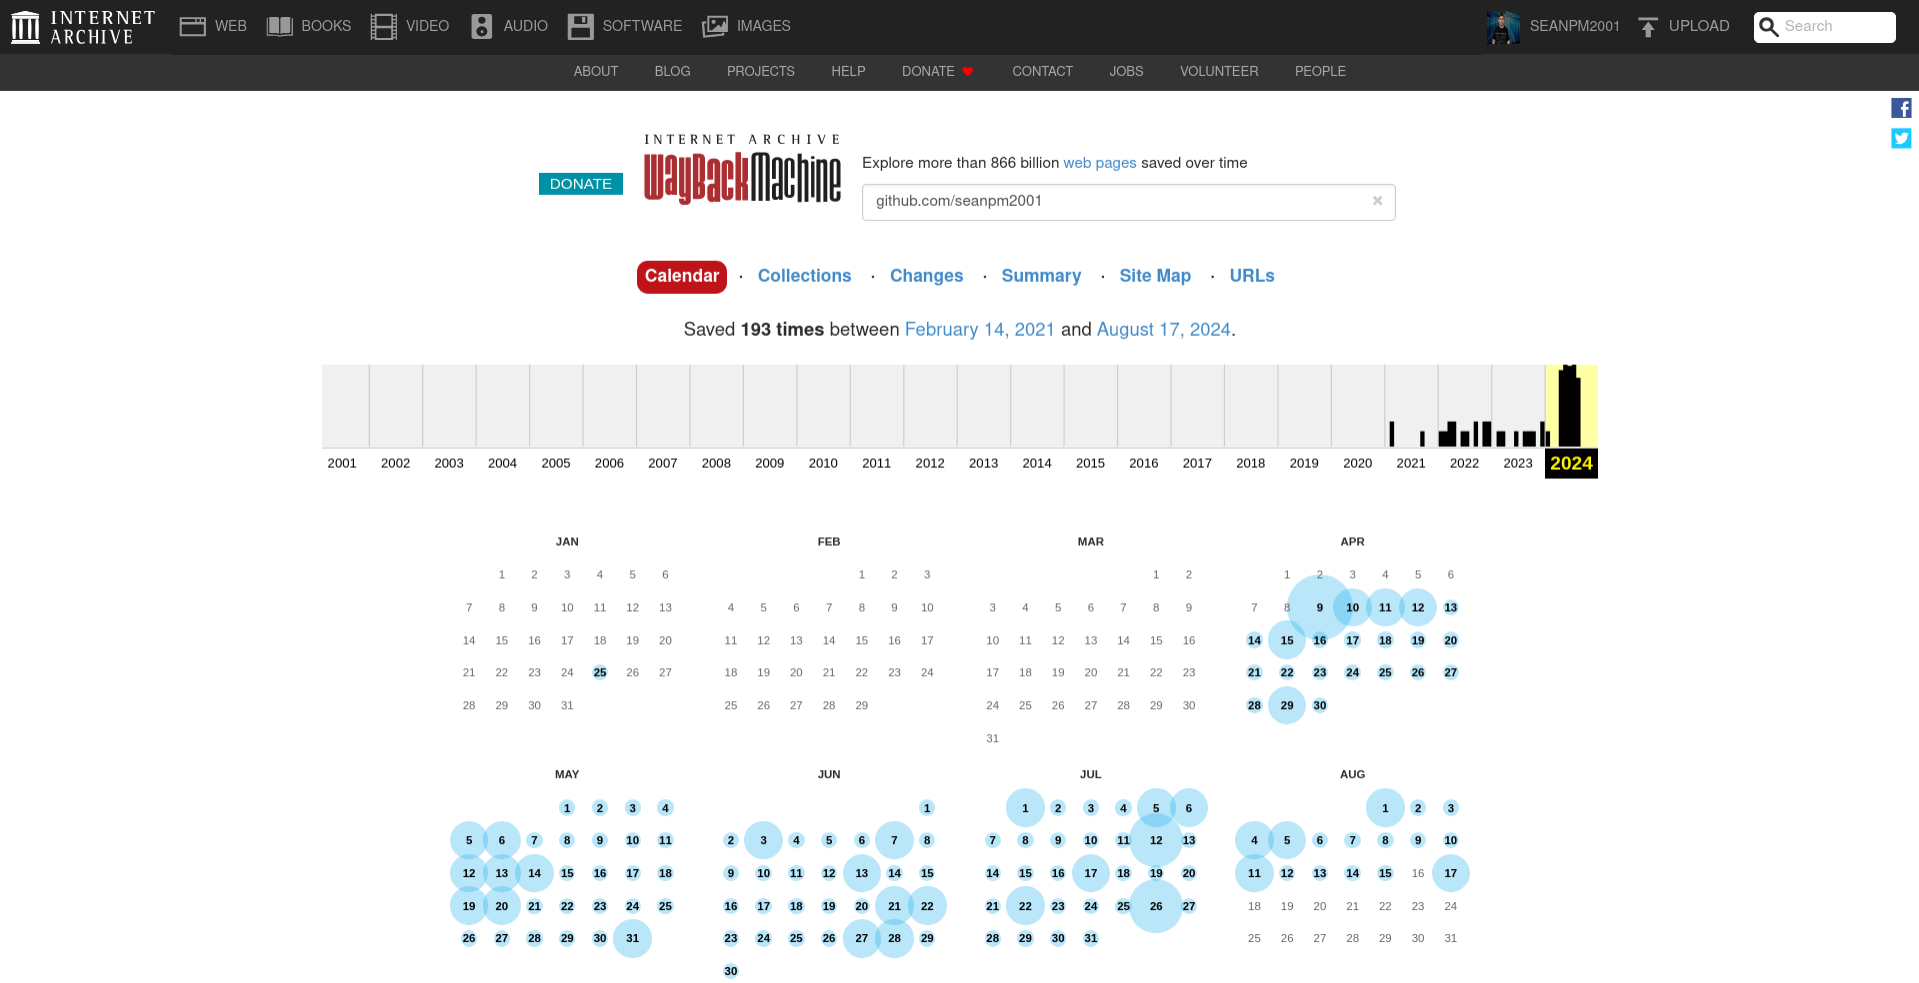 INTERNET ARCHIVE WEB BOOKS VIDEO AUDIO SOFTWARE IMAGES SEANPM2001 UPLOAD Search
ABOUT BLOG PROJECTS HELP DONATE CONTACT JOBS VOLUNTEER PEOPLE
DONATE
INTERNET ARCHIVE
WayBackMachine
Explore more than 866 billion web pages saved over time
github.com/seanpm2001 ×
Calendar · Collections · Changes · Summary · Site Map · URLs
Saved 193 times between February 14, 2021 and August 17, 2024.
2001 2002 2003 2004 2005 2006 2007 2008 2009 2010 2011 2012 2013 2014 2015 2016 2017 2018 2019 2020 2021 2022 2023 2024
JAN
1 2 3 4 5 6
7 8 9 10 11 12 13
14 15 16 17 18 19 20
21 22 23 24 25 26 27
28 29 30 31
FEB
1 2 3
4 5 6 7 8 9 10
11 12 13 14 15 16 17
18 19 20 21 22 23 24
25 26 27 28 29
MAR
1 2
3 4 5 6 7 8 9
10 11 12 13 14 15 16
17 18 19 20 21 22 23
24 25 26 27 28 29 30
31
APR
1 2 3 4 5 6
7 8 9 10 11 12 13
14 15 16 17 18 19 20
21 22 23 24 25 26 27
28 29 30
MAY
1 2 3 4
5 6 7 8 9 10 11
12 13 14 15 16 17 18
19 20 21 22 23 24 25
26 27 28 29 30 31
JUN
1
2 3 4 5 6 7 8
9 10 11 12 13 14 15
16 17 18 19 20 21 22
23 24 25 26 27 28 29
30
JUL
1 2 3 4 5 6
7 8 9 10 11 12 13
14 15 16 17 18 19 20
21 22 23 24 25 26 27
28 29 30 31
AUG
1 2 3
4 5 6 7 8 9 10
11 12 13 14 15 16 17
18 19 20 21 22 23 24
25 26 27 28 29 30 31